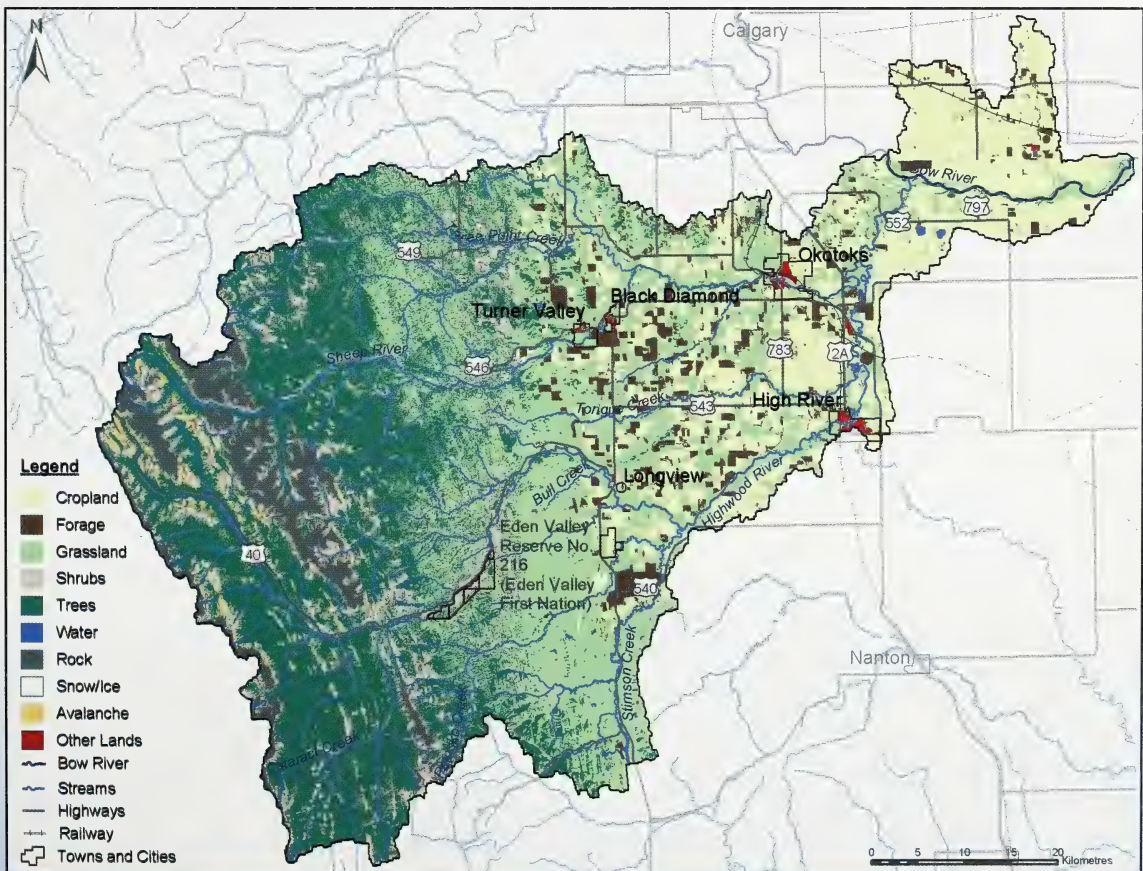 N
Calgary
Bow River
797
552
Three Point Creek
549
Okotoks
Black Diamond
Turner Valley
Sheep River
546
783
2A
Tongue Creek
543
High River
Longview
Bull Creek
Highwood River
Eden Valley
Reserve No.
216
(Eden Valley
First Nation)
40
540
Stimson Creek
Nanton
Cataract Creek
Legend
Cropland
Forage
Grassland
Shrubs
Trees
Water
Rock
Snow/Ice
Avalanche
Other Lands
Bow River
Streams
Highways
Railway
Towns and Cities
0 5 10 15 20
Kilometres